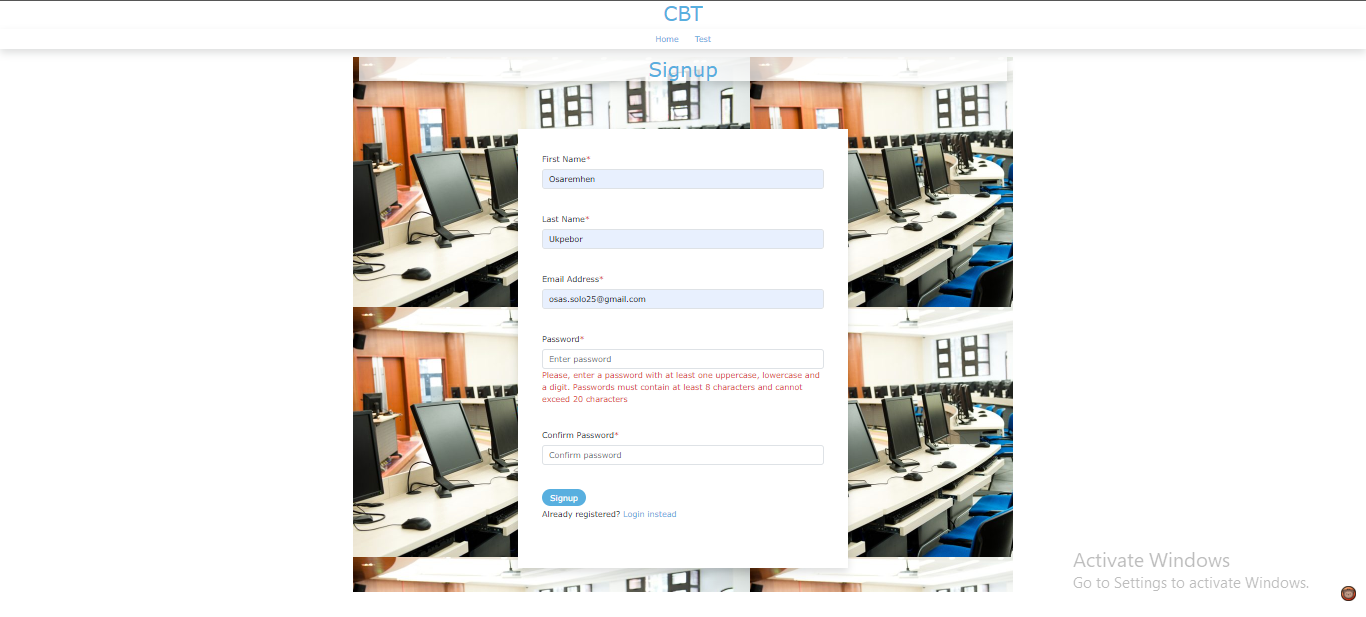 CBT
Home Test
Signup
First Name*
Osaremhen
Last Name*
Ukpebor
Email Address*
osas.solo25@gmail.com
Password*
Enter password
Please, enter a password with at least one uppercase, lowercase and
a digit. Passwords must contain at least 8 characters and cannot
exceed 20 characters
Confirm Password*
Confirm password
Signup
Already registered? Login instead
Activate Windows
Go to Settings to activate Windows.